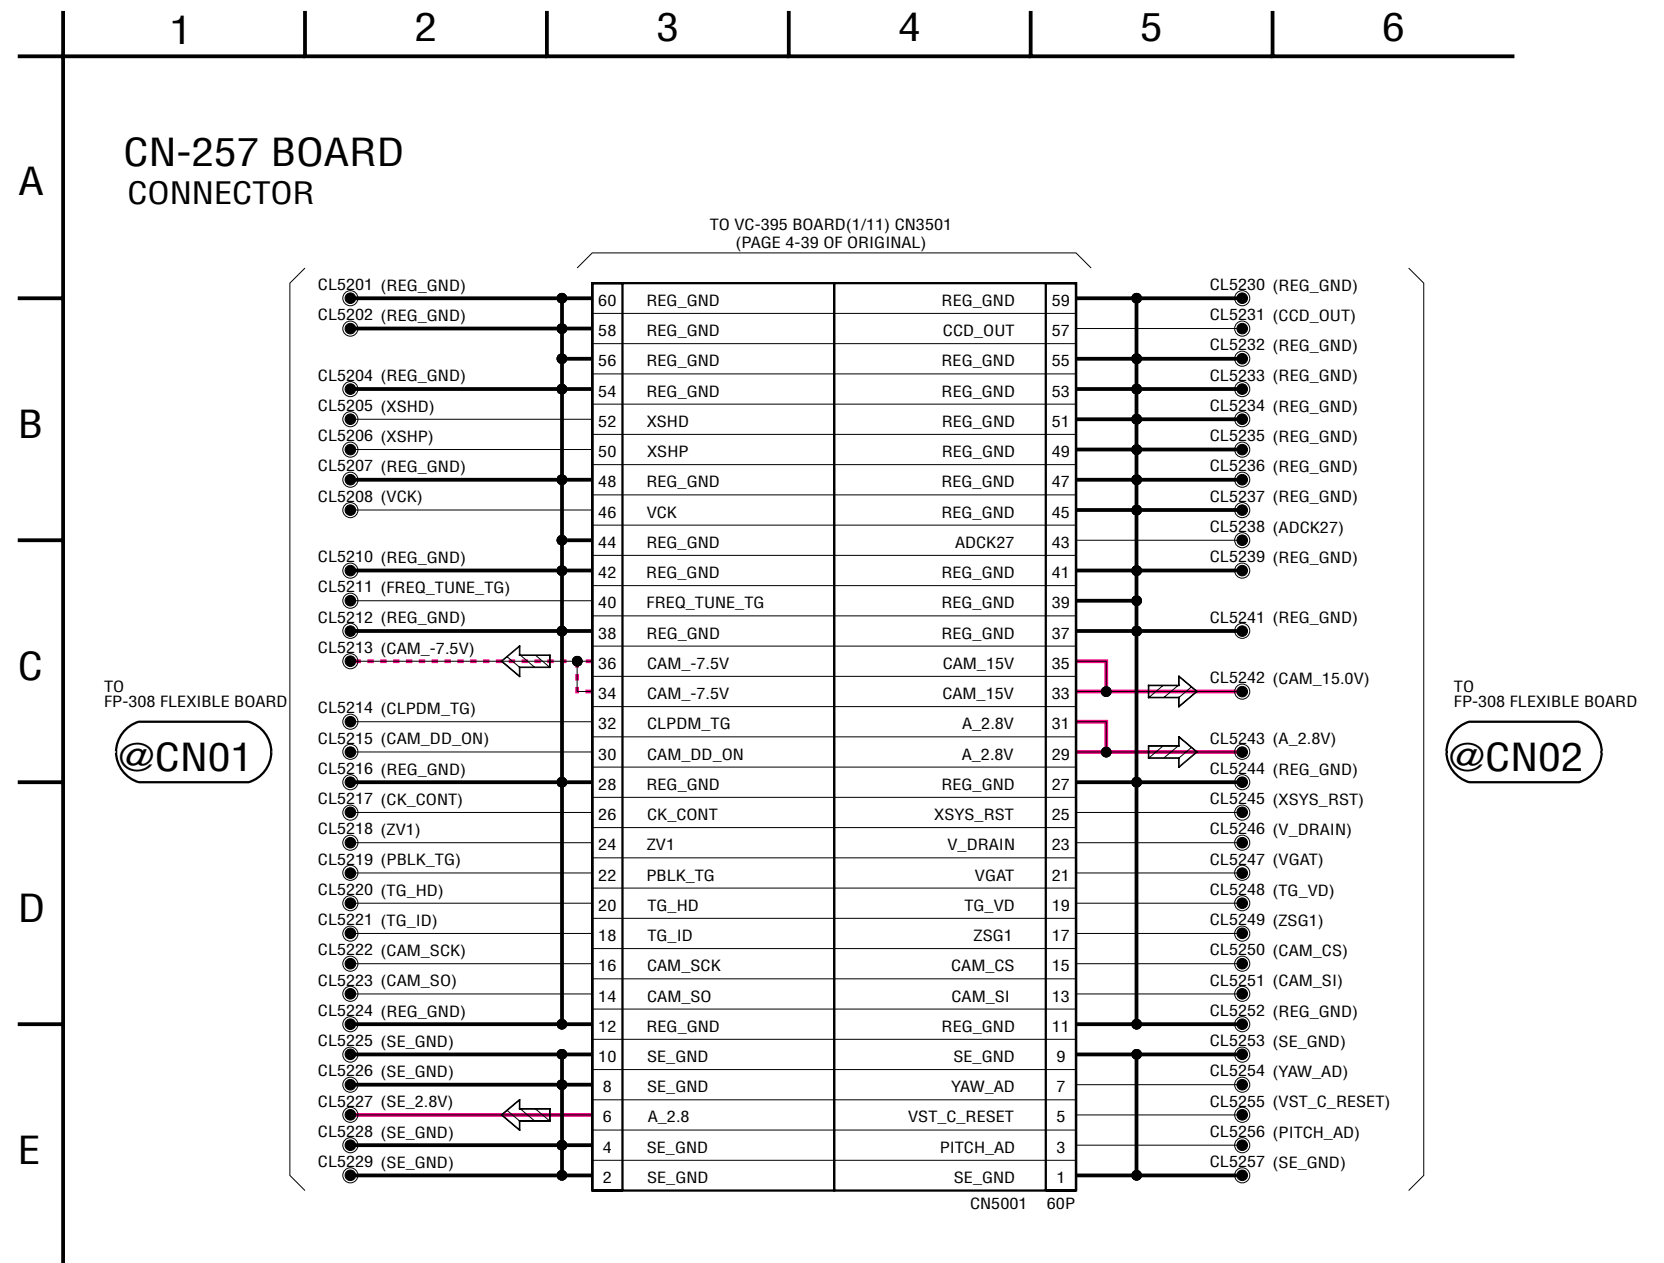 1 2 3 4 5 6
A
B
C
D
E
CN-257 BOARD
CONNECTOR
TO VC-395 BOARD(1/11) CN3501
(PAGE 4-39 OF ORIGINAL)
CL5201 (REG_GND) 60 REG_GND REG_GND 59 CL5230 (REG_GND)
CL5202 (REG_GND) 58 REG_GND CCD_OUT 57 CL5231 (CCD_OUT)
56 REG_GND REG_GND 55 CL5232 (REG_GND)
CL5204 (REG_GND) 54 REG_GND REG_GND 53 CL5233 (REG_GND)
CL5205 (XSHD) 52 XSHD REG_GND 51 CL5234 (REG_GND)
CL5206 (XSHP) 50 XSHP REG_GND 49 CL5235 (REG_GND)
CL5207 (REG_GND) 48 REG_GND REG_GND 47 CL5236 (REG_GND)
CL5208 (VCK) 46 VCK REG_GND 45 CL5237 (REG_GND)
44 REG_GND ADCK27 43 CL5238 (ADCK27)
CL5210 (REG_GND) 42 REG_GND REG_GND 41 CL5239 (REG_GND)
CL5211 (FREQ_TUNE_TG) 40 FREQ_TUNE_TG REG_GND 39
CL5212 (REG_GND) 38 REG_GND REG_GND 37 CL5241 (REG_GND)
CL5213 (CAM_-7.5V) 36 CAM_-7.5V CAM_15V 35
34 CAM_-7.5V CAM_15V 33 CL5242 (CAM_15.0V)
CL5214 (CLPDM_TG) 32 CLPDM_TG A_2.8V 31
CL5215 (CAM_DD_ON) 30 CAM_DD_ON A_2.8V 29 CL5243 (A_2.8V)
CL5216 (REG_GND) 28 REG_GND REG_GND 27 CL5244 (REG_GND)
CL5217 (CK_CONT) 26 CK_CONT XSYS_RST 25 CL5245 (XSYS_RST)
CL5218 (ZV1) 24 ZV1 V_DRAIN 23 CL5246 (V_DRAIN)
CL5219 (PBLK_TG) 22 PBLK_TG VGAT 21 CL5247 (VGAT)
CL5220 (TG_HD) 20 TG_HD TG_VD 19 CL5248 (TG_VD)
CL5221 (TG_ID) 18 TG_ID ZSG1 17 CL5249 (ZSG1)
CL5222 (CAM_SCK) 16 CAM_SCK CAM_CS 15 CL5250 (CAM_CS)
CL5223 (CAM_SO) 14 CAM_SO CAM_SI 13 CL5251 (CAM_SI)
CL5224 (REG_GND) 12 REG_GND REG_GND 11 CL5252 (REG_GND)
CL5225 (SE_GND) 10 SE_GND SE_GND 9 CL5253 (SE_GND)
CL5226 (SE_GND) 8 SE_GND YAW_AD 7 CL5254 (YAW_AD)
CL5227 (SE_2.8V) 6 A_2.8 VST_C_RESET 5 CL5255 (VST_C_RESET)
CL5228 (SE_GND) 4 SE_GND PITCH_AD 3 CL5256 (PITCH_AD)
CL5229 (SE_GND) 2 SE_GND SE_GND 1 CL5257 (SE_GND)
CN5001 60P
TO
FP-308 FLEXIBLE BOARD
@CN01
TO
FP-308 FLEXIBLE BOARD
@CN02